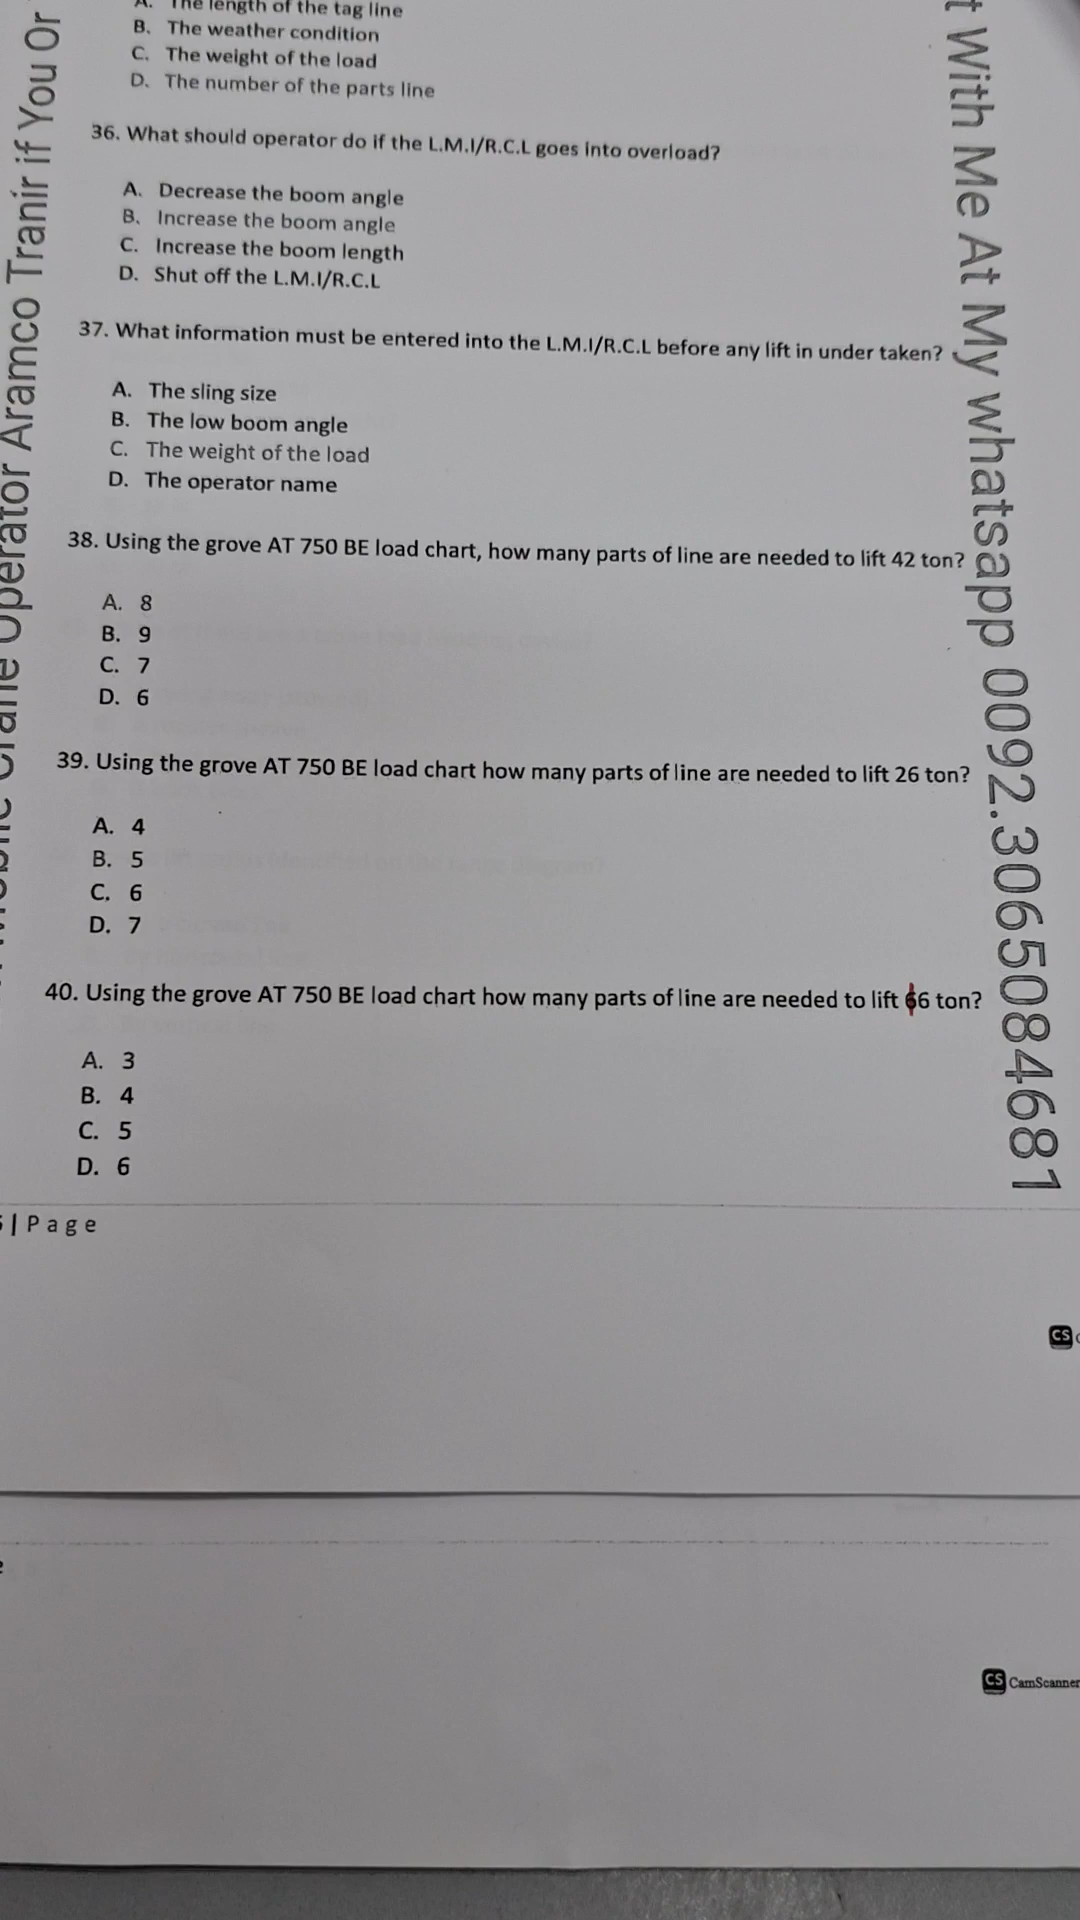 A. The length of the tag line
B. The weather condition
C. The weight of the load
D. The number of the parts line
36. What should operator do if the L.M.I/R.C.L goes into overload?
A. Decrease the boom angle
B. Increase the boom angle
C. Increase the boom length
D. Shut off the L.M.I/R.C.L
37. What information must be entered into the L.M.I/R.C.L before any lift in under taken?
A. The sling size
B. The low boom angle
C. The weight of the load
D. The operator name
38. Using the grove AT 750 BE load chart, how many parts of line are needed to lift 42 ton?
A. 8
B. 9
C. 7
D. 6
39. Using the grove AT 750 BE load chart how many parts of line are needed to lift 26 ton?
A. 4
B. 5
C. 6
D. 7
40. Using the grove AT 750 BE load chart how many parts of line are needed to lift 6 ton?
A. 3
B. 4
C. 5
D. 6
| Page
Crane Operator Aramco Tranir if You Or
With Me At My whatsapp 0092.3065084681
CS
CS CamScanner